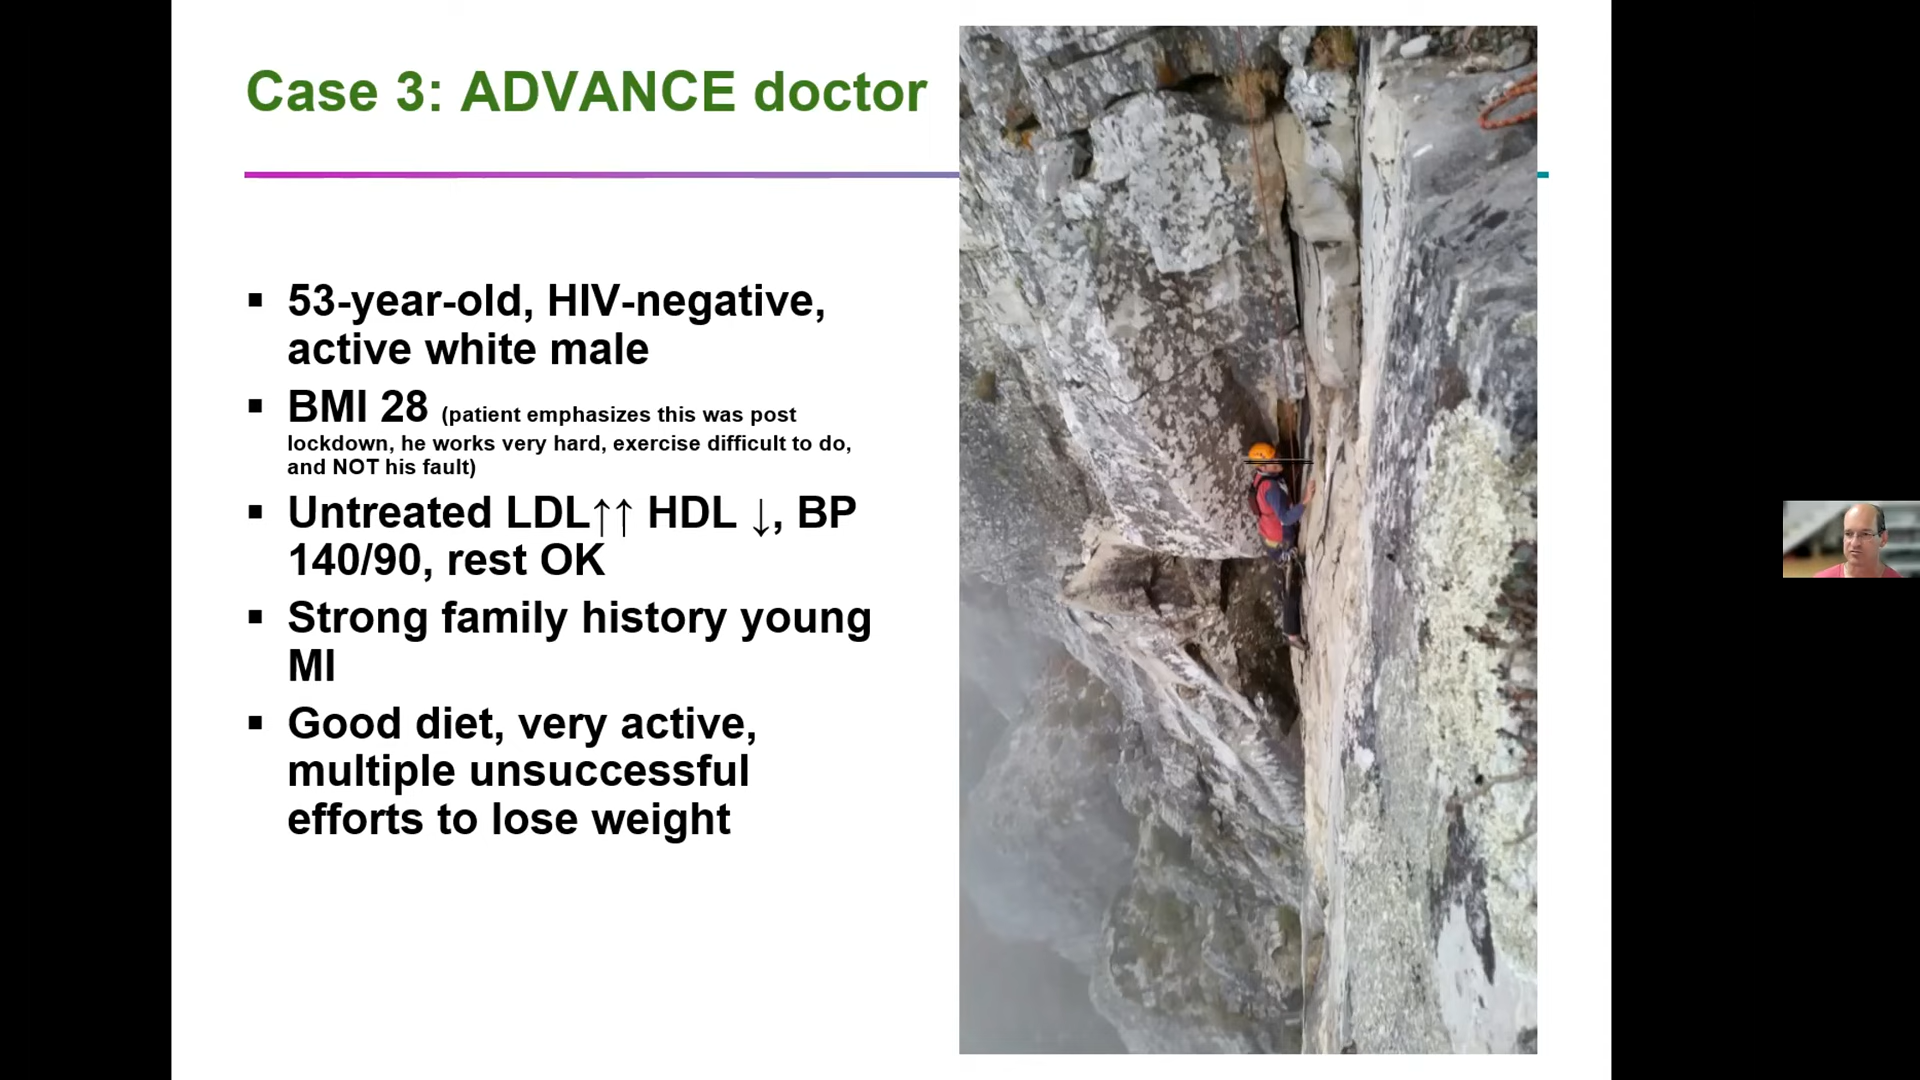 Case 3: ADVANCE doctor
▪ 53-year-old, HIV-negative,
active white male
▪ BMI 28 (patient emphasizes this was post
lockdown, he works very hard, exercise difficult to do,
and NOT his fault)
▪ Untreated LDL↑↑ HDL ↓, BP
140/90, rest OK
▪ Strong family history young
MI
▪ Good diet, very active,
multiple unsuccessful
efforts to lose weight